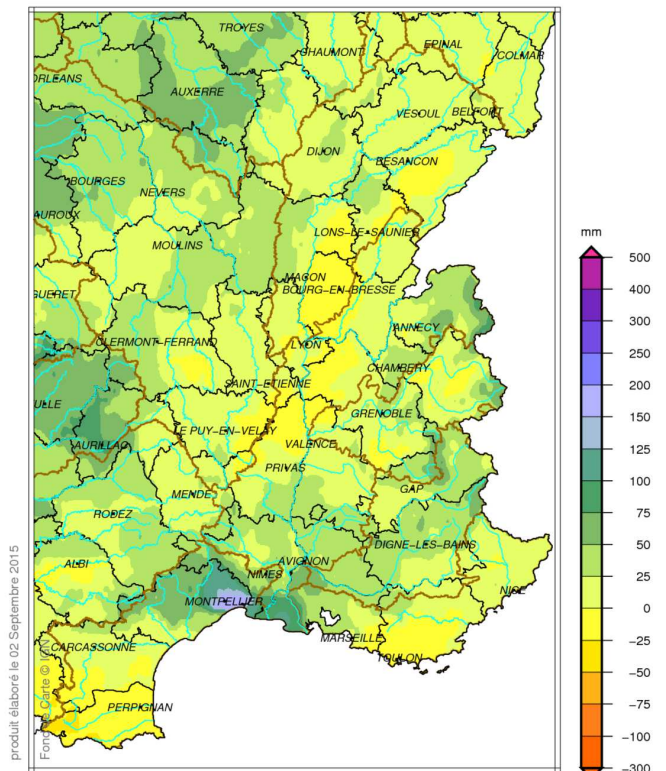 TROYES
CHAUMONT
EPINAL
COLMAR
ORLEANS
AUXERRE
VESOUL
BELFORT
DIJON
BESANCON
BOURGES
NEVERS
AUROUX
LONS-LE-SAUNIER
MOULINS
MACON
BOURG-EN-BRESSE
GUERET
ANNECY
CLERMONT-FERRAND
LYON
CHAMBERY
SAINT-ETIENNE
ULLE
GRENOBLE
LE PUY-EN-VELAY
AURILLAC
VALENCE
PRIVAS
MENDE
GAP
RODEZ
DIGNE-LES-BAINS
AVIGNON
ALBI
NIMES
NICE
MONTPELLIER
MARSEILLE
CARCASSONNE
TOULON
PERPIGNAN
mm
500
400
300
250
200
150
125
100
75
50
25
0
-25
-50
-75
-100
-300
produit élaboré le 02 Septembre 2015
Fond de Carte © IGN